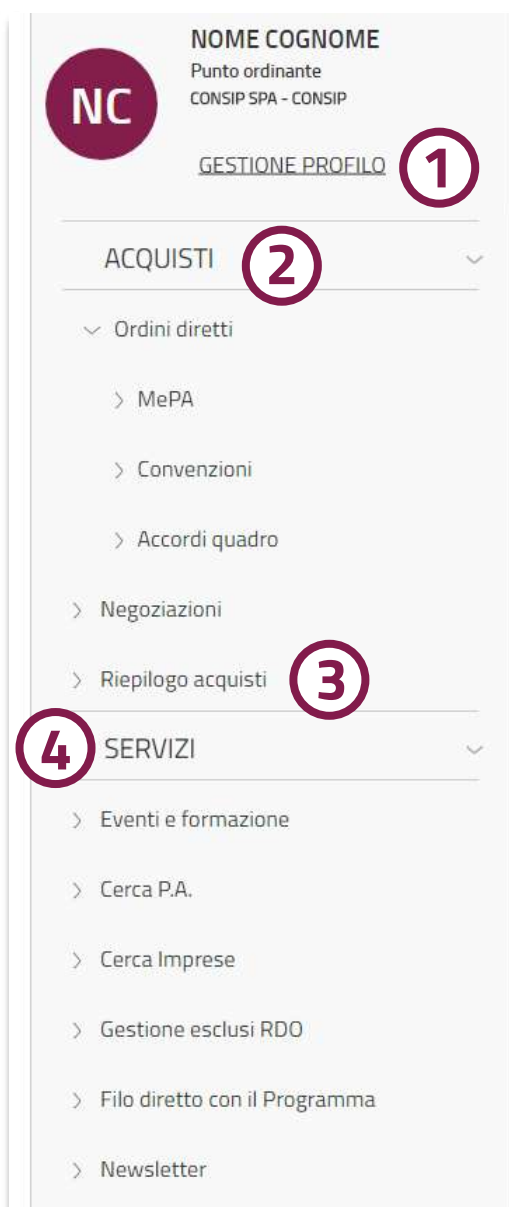 NC
NOME COGNOME
Punto ordinante
CONSIP SPA - CONSIP
GESTIONE PROFILO 1
ACQUISTI 2
Ordini diretti
MePA
Convenzioni
Accordi quadro
Negoziazioni
Riepilogo acquisti 3
4 SERVIZI
Eventi e formazione
Cerca P.A.
Cerca Imprese
Gestione esclusi RDO
Filo diretto con il Programma
Newsletter